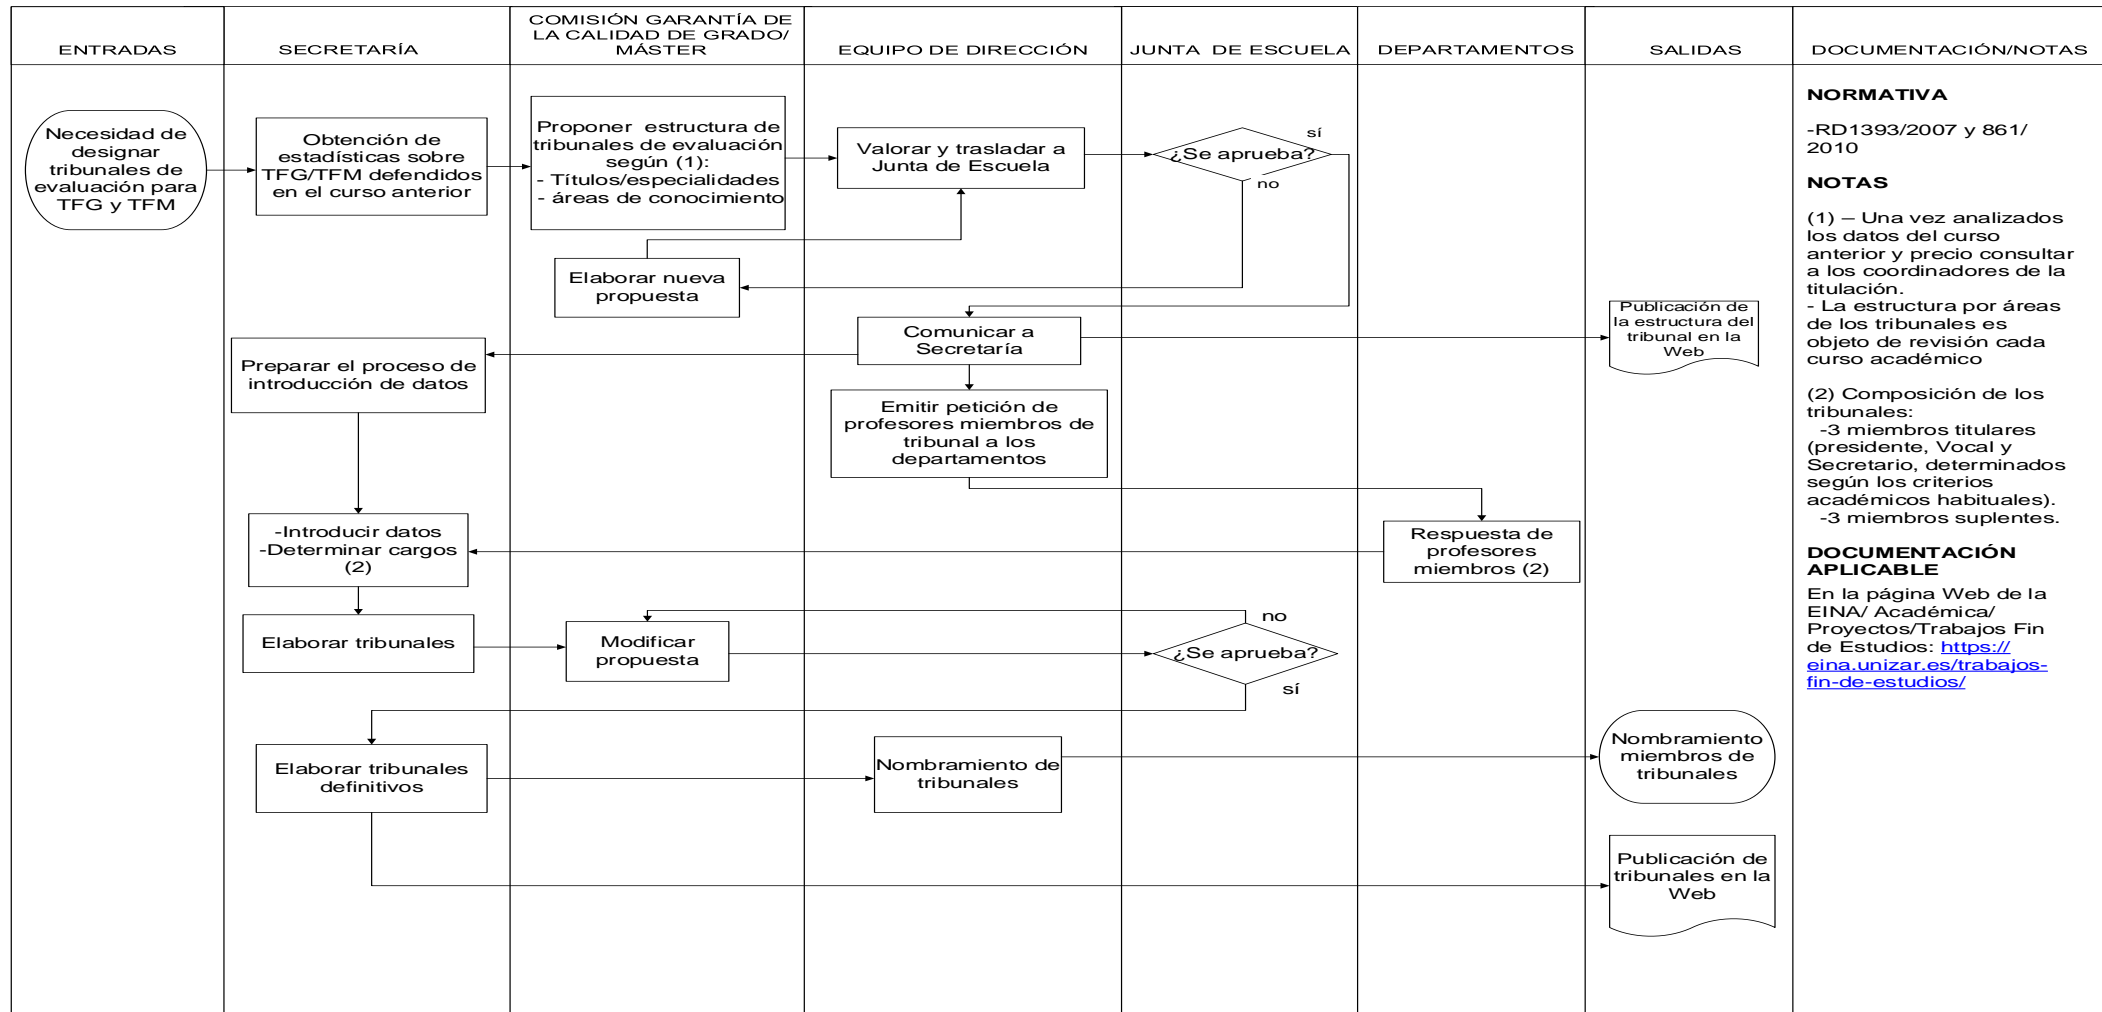 ENTRADAS
SECRETARÍA
COMISIÓN GARANTÍA DE
LA CALIDAD DE GRADO/
MÁSTER
EQUIPO DE DIRECCIÓN
JUNTA DE ESCUELA
DEPARTAMENTOS
SALIDAS
DOCUMENTACIÓN/NOTAS
Necesidad de
designar
tribunales de
evaluación para
TFG y TFM
Obtención de
estadísticas sobre
TFG/TFM defendidos
en el curso anterior
Proponer estructura de
tribunales de evaluación
según (1):
- Títulos/especialidades
- áreas de conocimiento
Valorar y trasladar a
Junta de Escuela
¿Se aprueba?
sí
no
Elaborar nueva
propuesta
Comunicar a
Secretaría
Publicación de
la estructura del
tribunal en la
Web
Preparar el proceso de
introducción de datos
Emitir petición de
profesores miembros de
tribunal a los
departamentos
-Introducir datos
-Determinar cargos
(2)
Respuesta de
profesores
miembros (2)
Elaborar tribunales
Modificar
propuesta
¿Se aprueba?
no
sí
Elaborar tribunales
definitivos
Nombramiento de
tribunales
Nombramiento
miembros de
tribunales
Publicación de
tribunales en la
Web
NORMATIVA
-RD1393/2007 y 861/
2010
NOTAS
(1) – Una vez analizados
los datos del curso
anterior y precio consultar
a los coordinadores de la
titulación.
- La estructura por áreas
de los tribunales es
objeto de revisión cada
curso académico
(2) Composición de los
tribunales:
-3 miembros titulares
(presidente, Vocal y
Secretario, determinados
según los criterios
académicos habituales).
-3 miembros suplentes.
DOCUMENTACIÓN
APLICABLE
En la página Web de la
EINA/ Académica/
Proyectos/Trabajos Fin
de Estudios: https://
eina.unizar.es/trabajos-
fin-de-estudios/